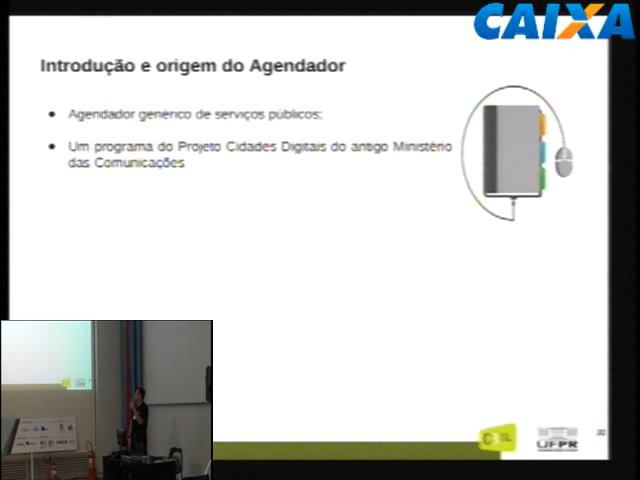 CAIXA
Introdução e origem do Agendador
Agendador genérico de serviços públicos;
Um programa do Projeto Cidades Digitais do antigo Ministério
das Comunicações
UFPR